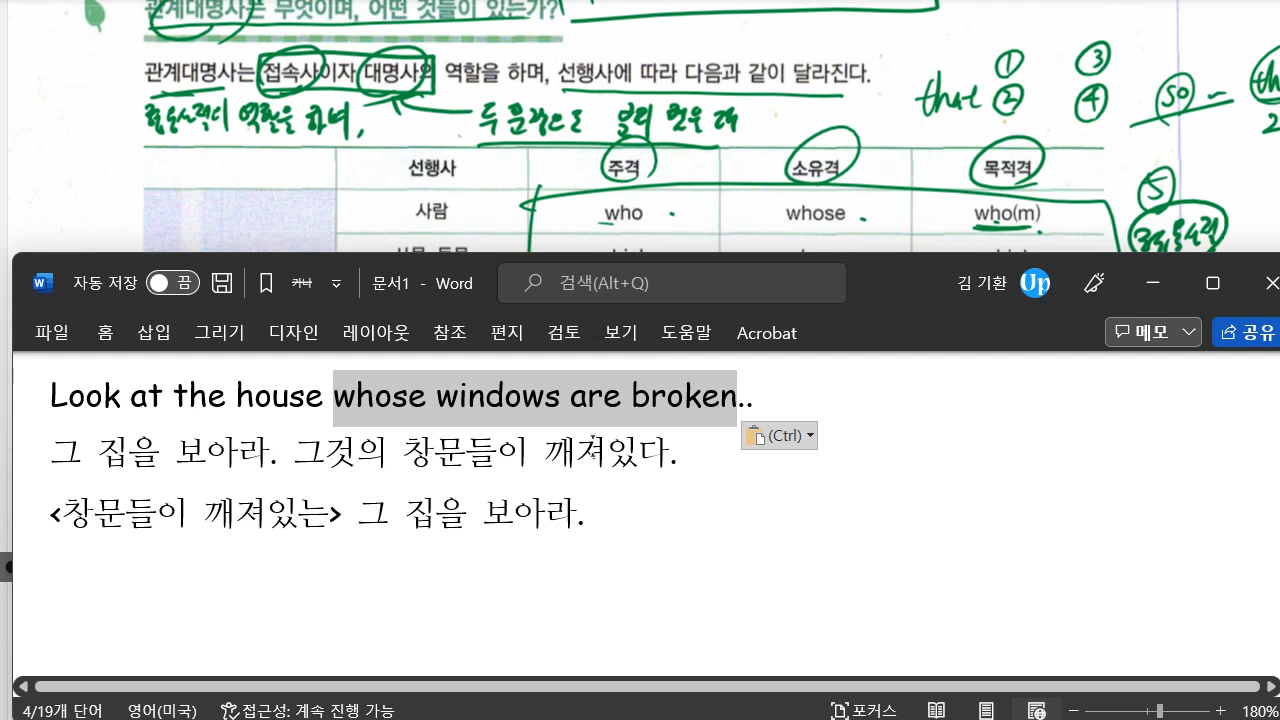 관계대명사는 무엇이며, 어떤 것들이 있는가?
관계대명사는 접속사이자 대명사의 역할을 하며, 선행사에 따라 다음과 같이 달라진다.
that ① ② ③ ④ so
역할을 하며,
선행사 주격 소유격 목적격
사람 who whose who(m)
⑤
자동 저장 끔 문서1 - Word 검색(Alt+Q) 김 기환 Up
파일 홈 삽입 그리기 디자인 레이아웃 참조 편지 검토 보기 도움말 Acrobat 메모 공유
Look at the house whose windows are broken..
(Ctrl)
그 집을 보아라. 그것의 창문들이 깨져있다.
<창문들이 깨져있는> 그 집을 보아라.
4/19개 단어 영어(미국) 접근성: 계속 진행 가능 포커스 180%